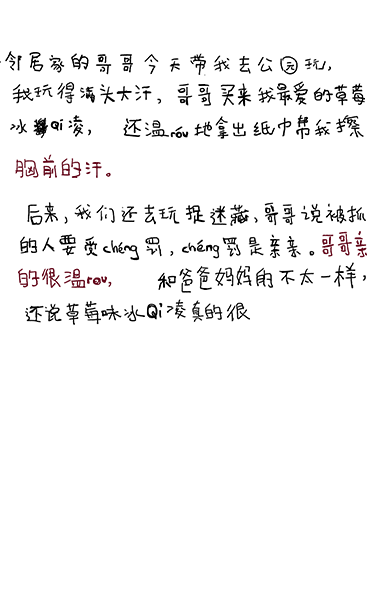 邻居家的哥哥今天带我去公园玩,
我玩得满头大汗,哥哥买来我最爱的草莓
冰Qi凌,还温róu地拿出纸巾帮我擦
胸前的汗。
后来,我们还去玩捉迷藏,哥哥说被抓
的人要受chéng罚,chéng罚是亲亲。哥哥亲
的很温rou,和爸爸妈妈的不太一样,
还说草莓味冰Qi凌真的很